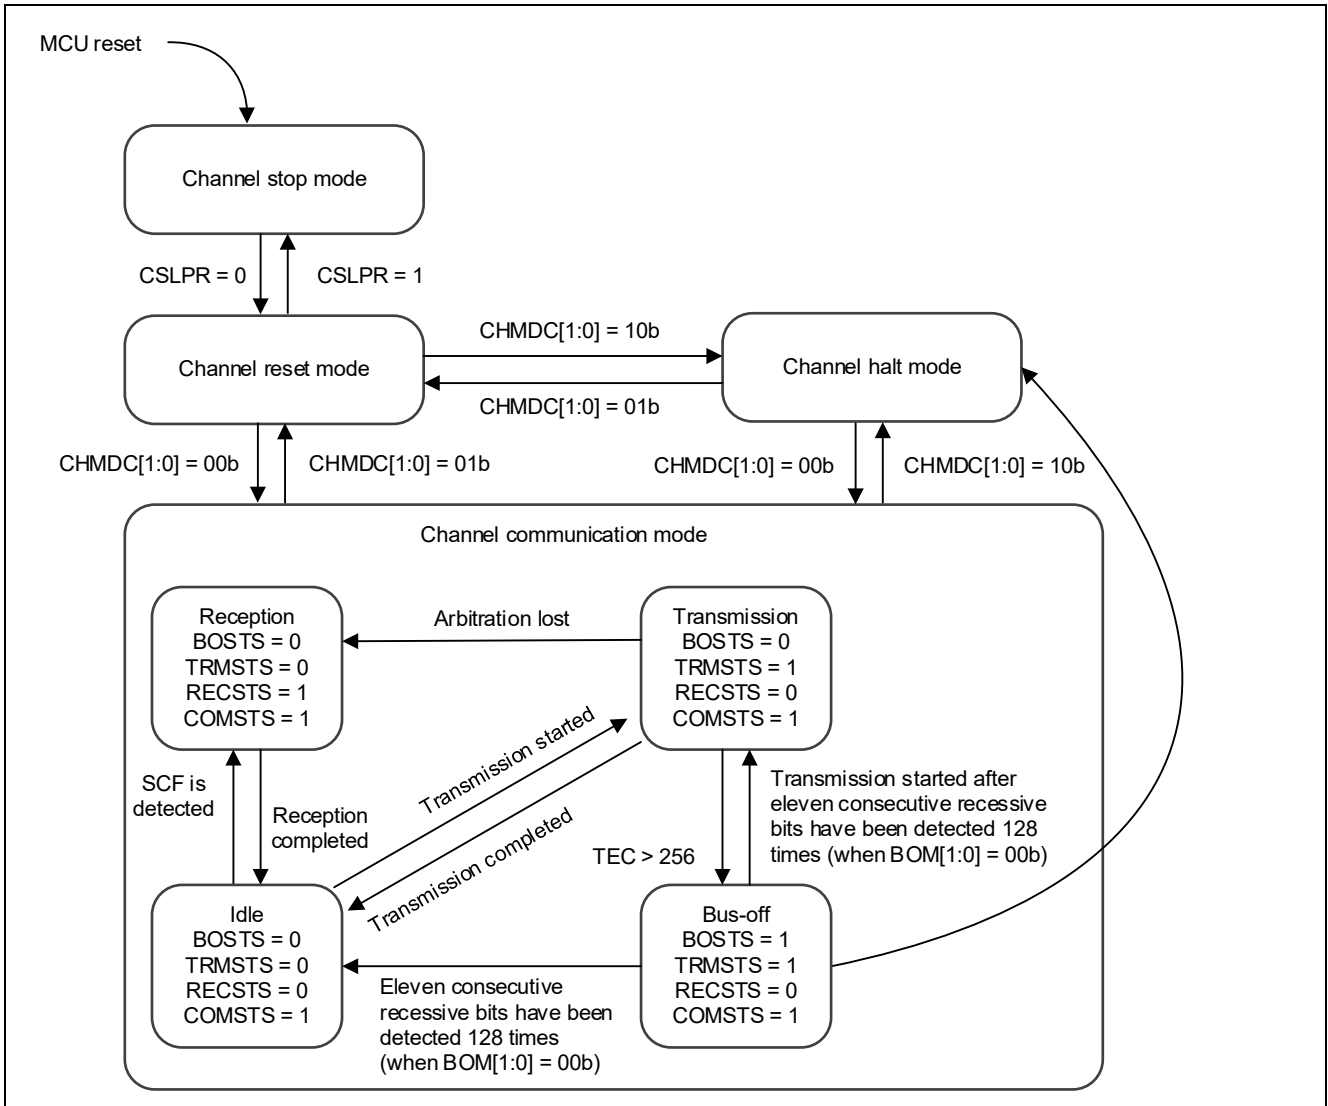 MCU reset
Channel stop mode
CSLPR = 0
CSLPR = 1
CHMDC[1:0] = 10b
Channel reset mode
Channel halt mode
CHMDC[1:0] = 01b
CHMDC[1:0] = 00b
CHMDC[1:0] = 01b
CHMDC[1:0] = 00b
CHMDC[1:0] = 10b
Channel communication mode
Reception
BOSTS = 0
TRMSTS = 0
RECSTS = 1
COMSTS = 1
Arbitration lost
Transmission
BOSTS = 0
TRMSTS = 1
RECSTS = 0
COMSTS = 1
SCF is
detected
Reception
completed
Transmission started
Transmission completed
TEC > 256
Transmission started after
eleven consecutive recessive
bits have been detected 128
times (when BOM[1:0] = 00b)
Idle
BOSTS = 0
TRMSTS = 0
RECSTS = 0
COMSTS = 1
Eleven consecutive
recessive bits have been
detected 128 times
(when BOM[1:0] = 00b)
Bus-off
BOSTS = 1
TRMSTS = 1
RECSTS = 0
COMSTS = 1